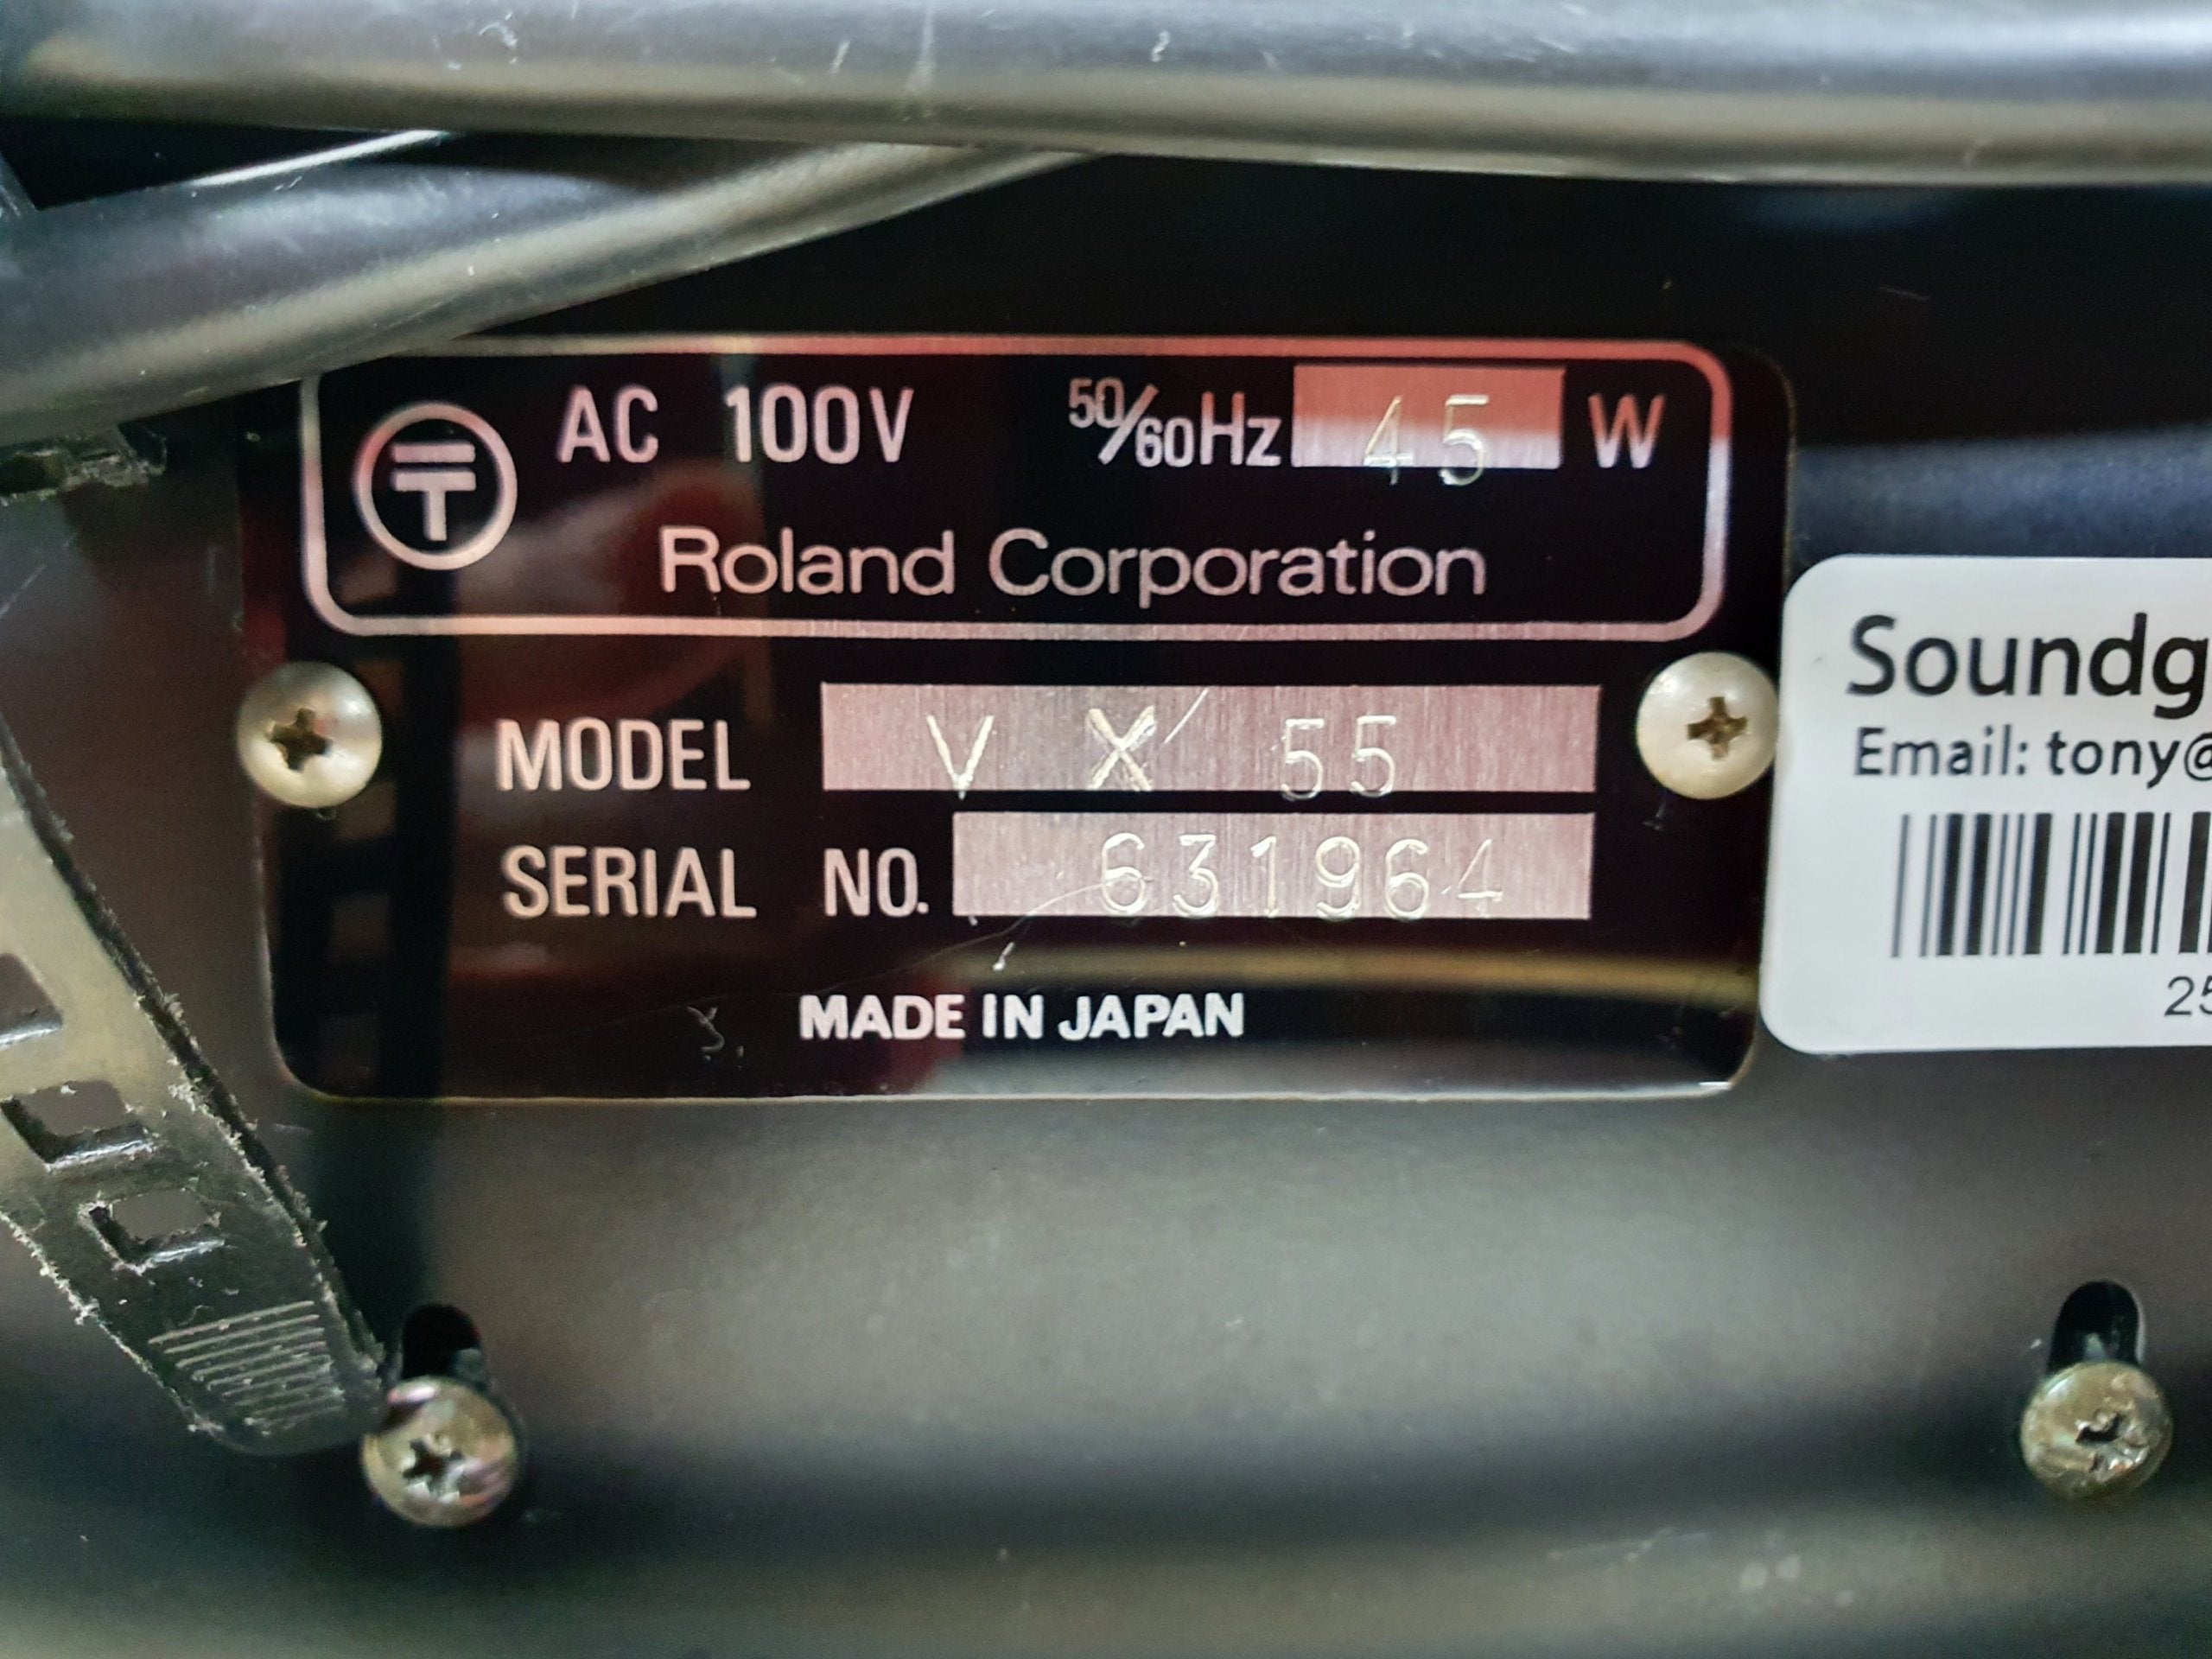 AC 100V 50/60Hz 45 W
Roland Corporation
MODEL V X 55
SERIAL NO. 631964
MADE IN JAPAN
Soundg
Email: tony@
25